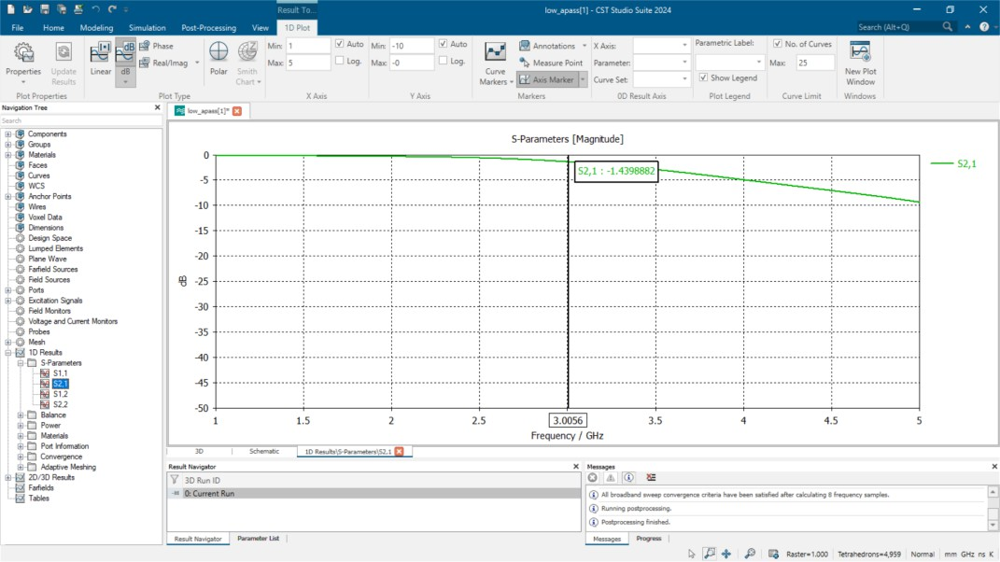 Result To...
low_apass[1] - CST Studio Suite 2024
File Home Modeling Simulation Post-Processing View 1D Plot Search (Alt+Q)
Properties
Update Results
Plot Properties
Linear
dB
Phase
Real/Imag
Plot Type
Polar
Smith Chart
Min: 1
Max: 5
Auto
Log.
X Axis
Min: -10
Max: -0
Auto
Log.
Y Axis
Curve Markers
Annotations
Measure Point
Axis Marker
Markers
X Axis:
Parameter:
Curve Set:
0D Result Axis
Parametric Label:
Show Legend
Plot Legend
No. of Curves
Max: 25
Curve Limit
New Plot Window
Windows
Navigation Tree
Search
Components
Groups
Materials
Faces
Curves
WCS
Anchor Points
Wires
Voxel Data
Dimensions
Design Space
Lumped Elements
Plane Wave
Farfield Sources
Field Sources
Ports
Excitation Signals
Field Monitors
Voltage and Current Monitors
Probes
Mesh
1D Results
S-Parameters
S1,1
S2,1
S1,2
S2,2
Balance
Power
Materials
Port Information
Convergence
Adaptive Meshing
2D/3D Results
Farfields
Tables
low_apass[1]*
S-Parameters [Magnitude]
0
-5
-10
-15
-20
-25
-30
-35
-40
-45
-50
dB
S2,1 : -1.4398882
S2,1
1 1.5 2 2.5 3.0056 3.5 4 4.5 5
Frequency / GHz
3D Schematic 1D Results\S-Parameters\S2,1
Result Navigator
3D Run ID
0: Current Run
Result Navigator Parameter List
Messages
All broadband sweep convergence criteria have been satisfied after calculating 8 frequency samples.
Running postprocessing.
Postprocessing finished.
Messages Progress
Raster=1.000 Tetrahedrons=4,959 Normal mm GHz ns K